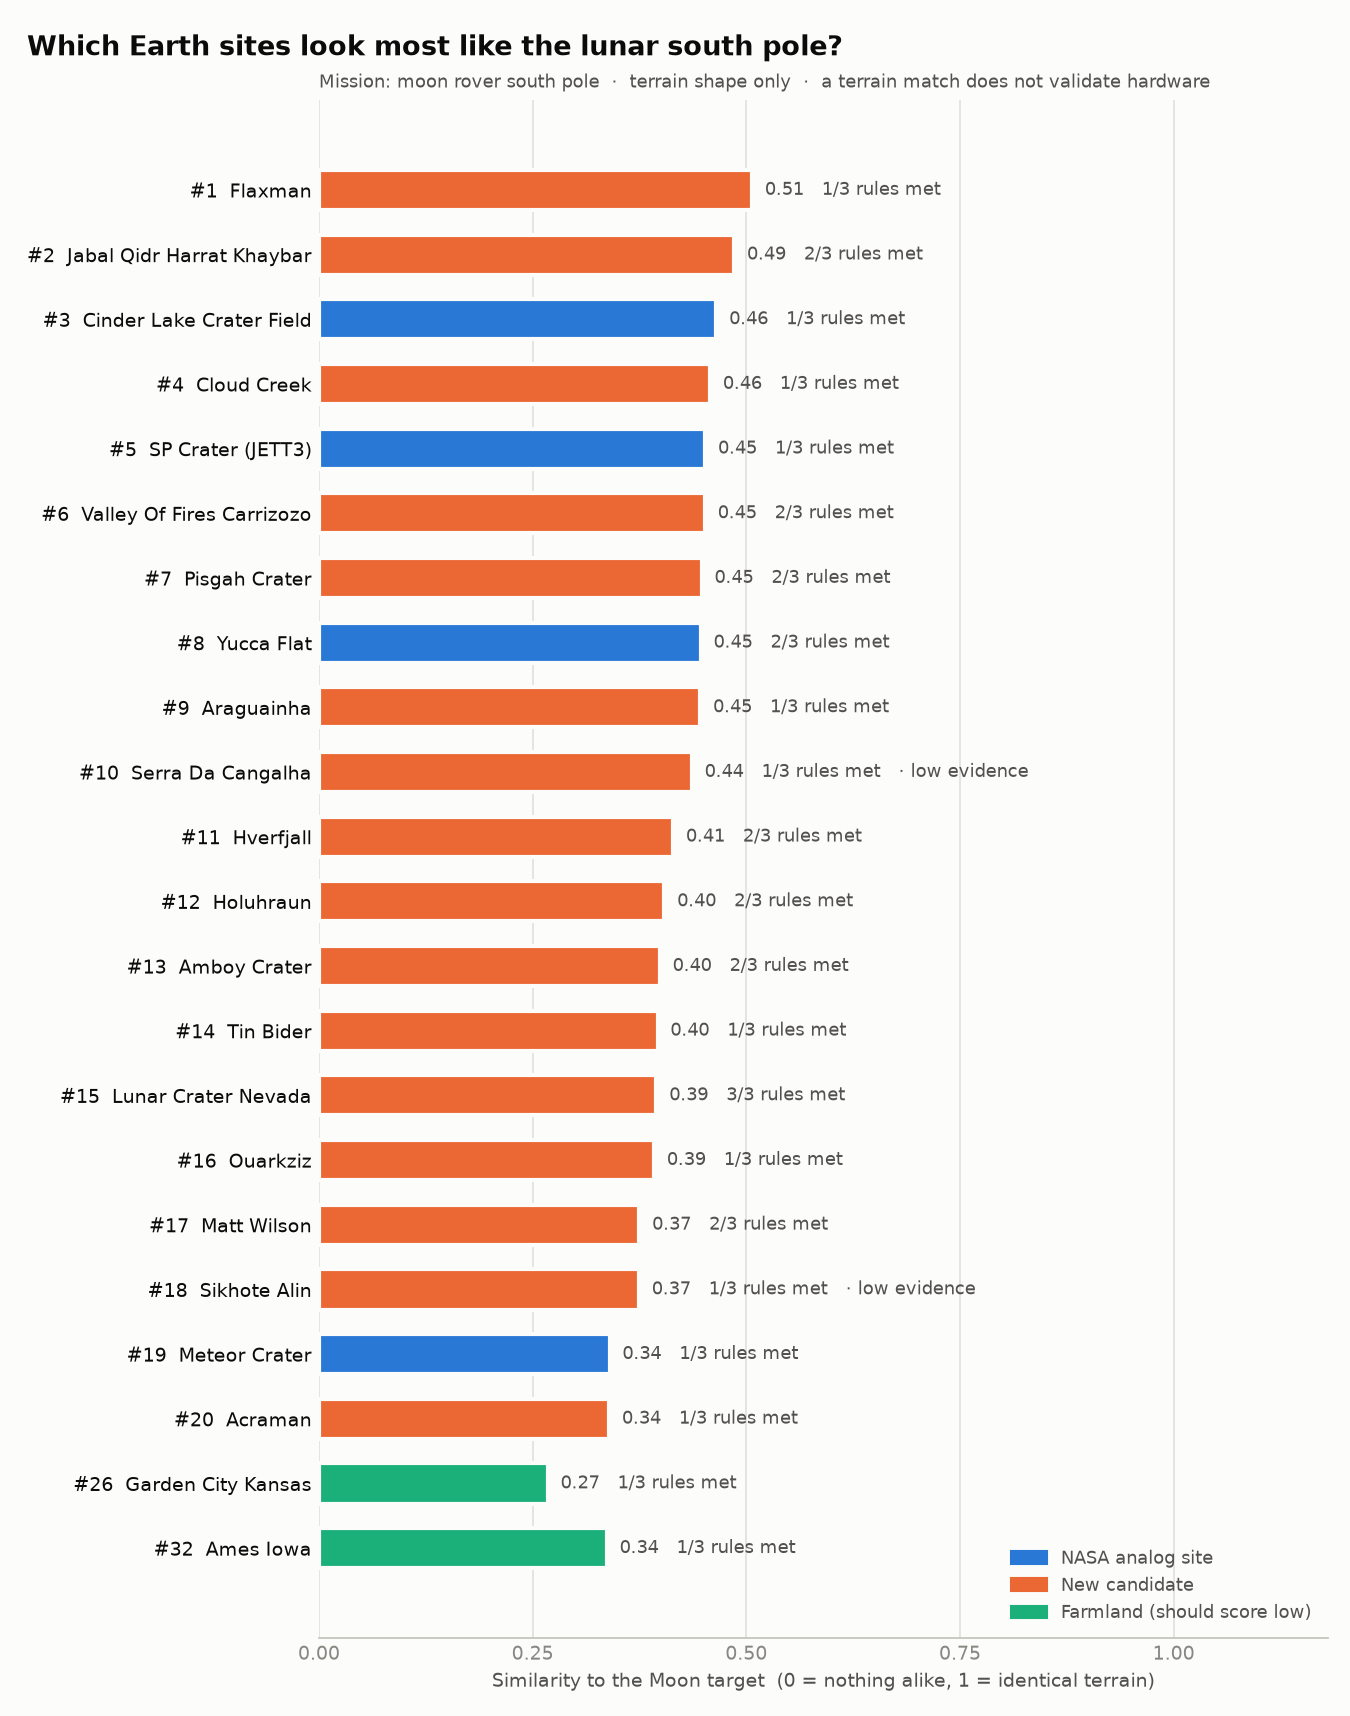 Which Earth sites look most like the lunar south pole?
Mission: moon rover south pole · terrain shape only · a terrain match does not validate hardware
#1 Flaxman 0.51 1/3 rules met
#2 Jabal Qidr Harrat Khaybar 0.49 2/3 rules met
#3 Cinder Lake Crater Field 0.46 1/3 rules met
#4 Cloud Creek 0.46 1/3 rules met
#5 SP Crater (JETT3) 0.45 1/3 rules met
#6 Valley Of Fires Carrizozo 0.45 2/3 rules met
#7 Pisgah Crater 0.45 2/3 rules met
#8 Yucca Flat 0.45 2/3 rules met
#9 Araguainha 0.45 1/3 rules met
#10 Serra Da Cangalha 0.44 1/3 rules met · low evidence
#11 Hverfjall 0.41 2/3 rules met
#12 Holuhraun 0.40 2/3 rules met
#13 Amboy Crater 0.40 2/3 rules met
#14 Tin Bider 0.40 1/3 rules met
#15 Lunar Crater Nevada 0.39 3/3 rules met
#16 Ouarkziz 0.39 1/3 rules met
#17 Matt Wilson 0.37 2/3 rules met
#18 Sikhote Alin 0.37 1/3 rules met · low evidence
#19 Meteor Crater 0.34 1/3 rules met
#20 Acraman 0.34 1/3 rules met
#26 Garden City Kansas 0.27 1/3 rules met
#32 Ames Iowa 0.34 1/3 rules met
NASA analog site
New candidate
Farmland (should score low)
0.00 0.25 0.50 0.75 1.00
Similarity to the Moon target (0 = nothing alike, 1 = identical terrain)